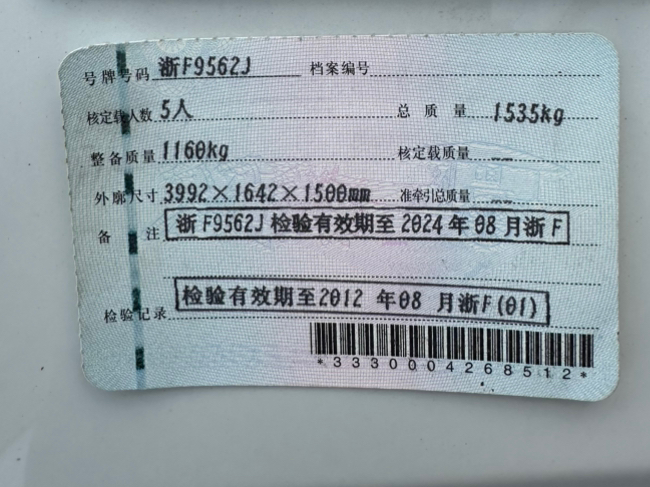 号牌号码 浙F9562J 档案编号
核定载人数 5人 总质量 1535kg
整备质量 1160kg 核定载质量 --
外廓尺寸 3992×1642×1500mm 准牵引总质量 --
备注 浙F9562J 检验有效期至2024年08月浙F
检验记录 检验有效期至2012年08月浙F(01)
*3330004268512*